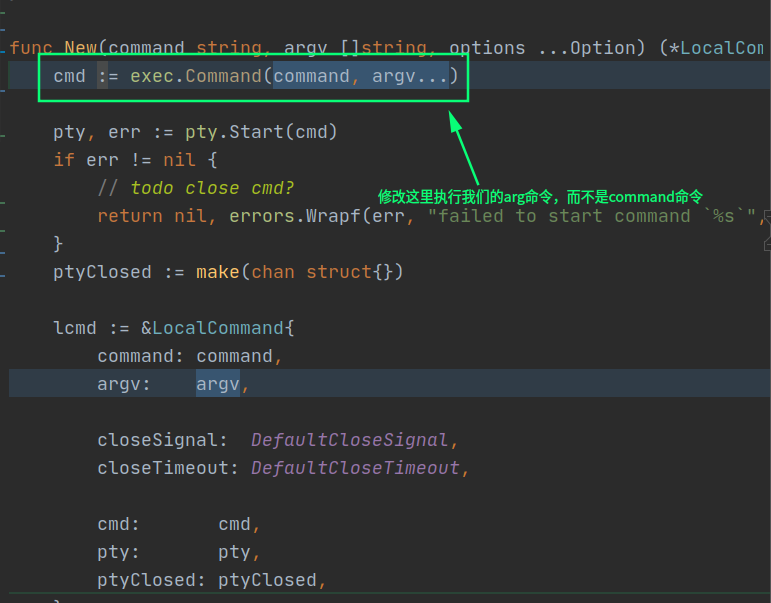 func New(command string, argv []string, options ...Option) (*LocalCom
cmd := exec.Command(command, argv...)
pty, err := pty.Start(cmd)
if err != nil {
// todo close cmd?
修改这里执行我们的arg命令，而不是command命令
return nil, errors.Wrapf(err, "failed to start command `%s`",
}
ptyClosed := make(chan struct{})
lcmd := &LocalCommand{
command: command,
argv: argv,
closeSignal: DefaultCloseSignal,
closeTimeout: DefaultCloseTimeout,
cmd: cmd,
pty: pty,
ptyClosed: ptyClosed,
}